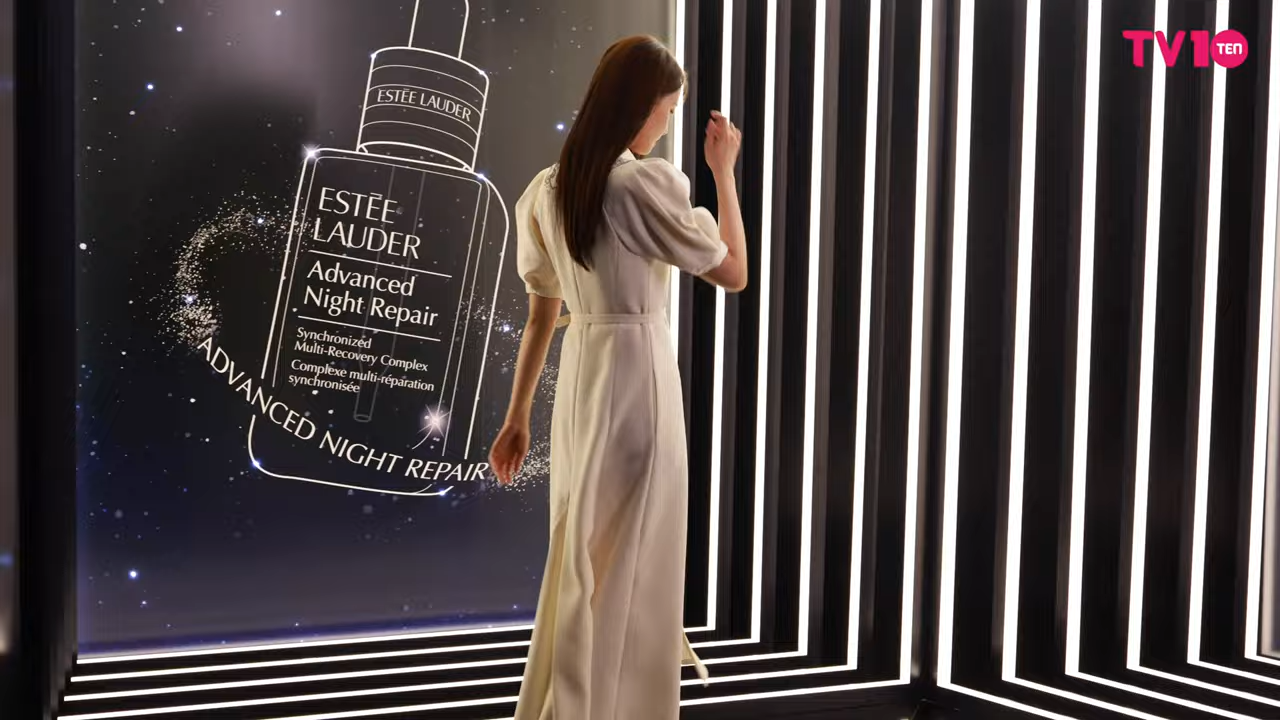 TV10
TEN
ESTĒE LAUDER
ESTĒE
LAUDER
Advanced
Night Repair
Synchronized
Multi-Recovery Complex
Complexe multi-réparation
synchronisée
ADVANCED NIGHT REPAIR